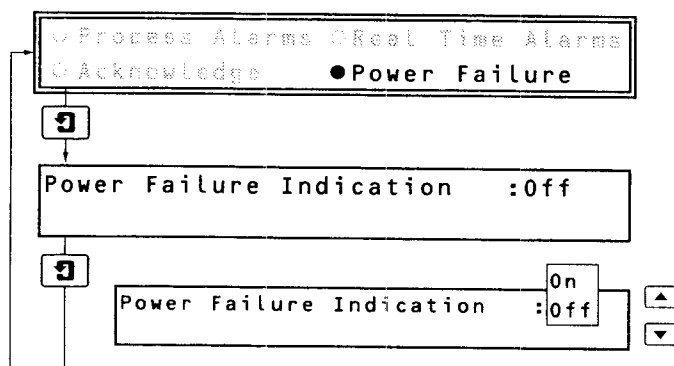 ○ Process Alarms ○ Real Time Alarms
○ Acknowledge ● Power Failure
Power Failure Indication :Off
On
Power Failure Indication :Off